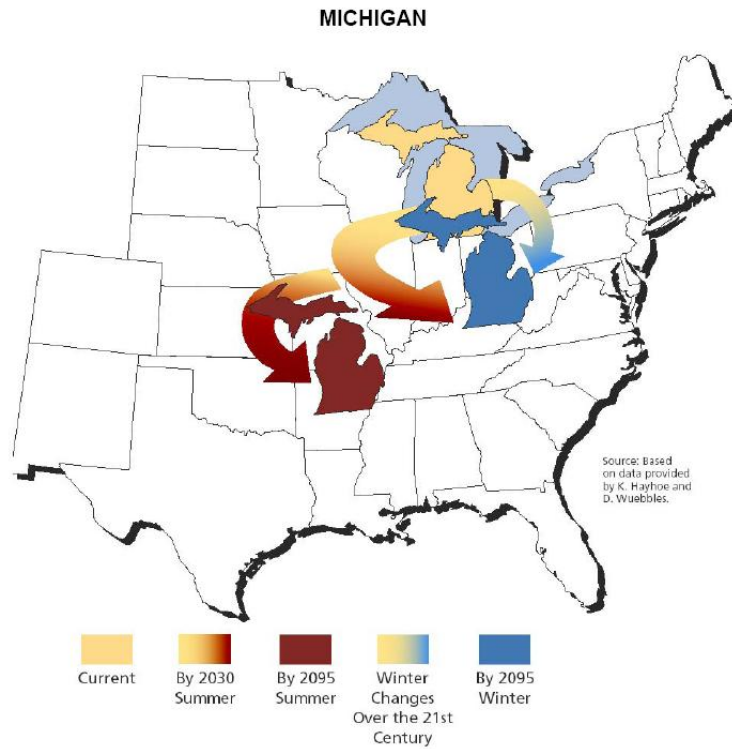 MICHIGAN
Source: Based
on data provided
by K. Hayhoe and
D. Wuebbles.
Current
By 2030
Summer
By 2095
Summer
Winter
Changes
Over the 21st
Century
By 2095
Winter